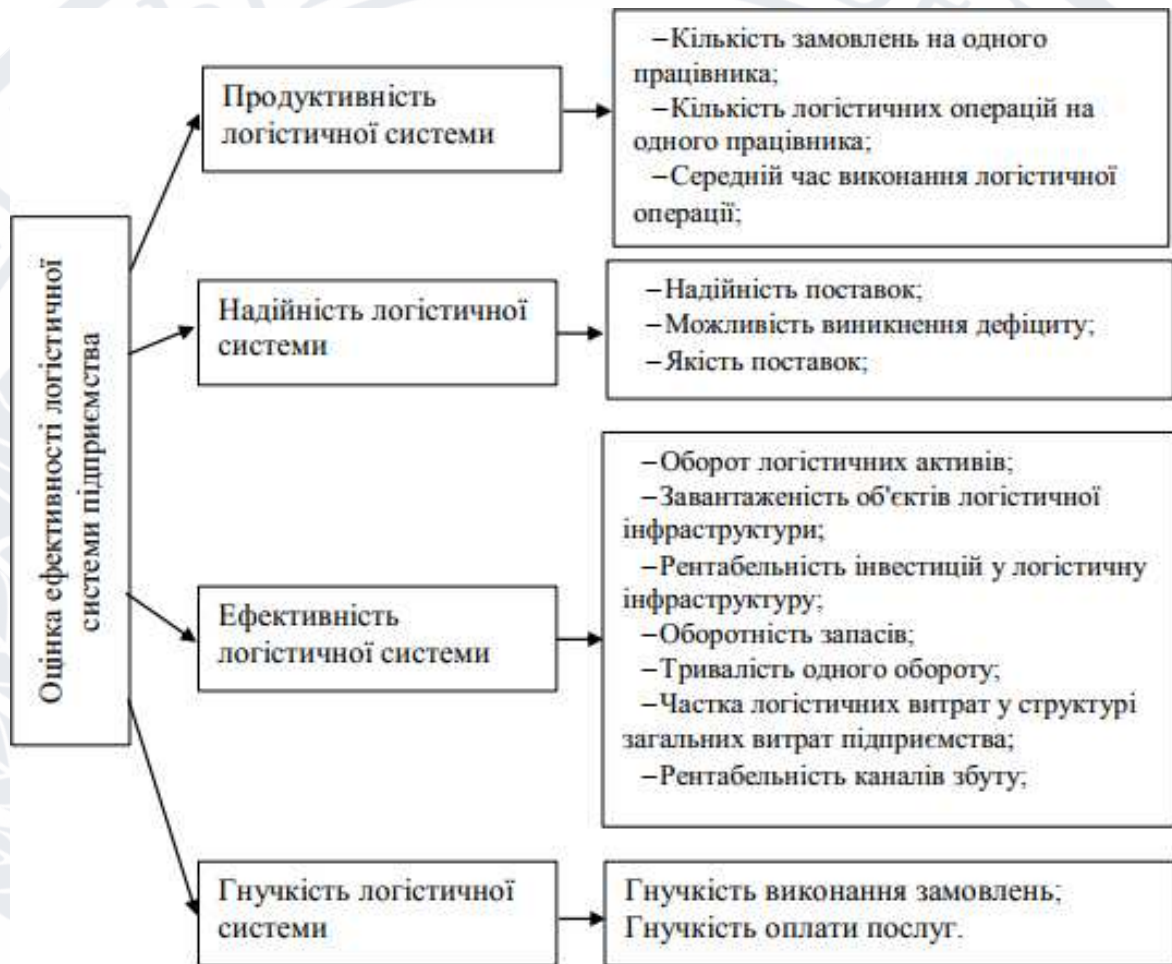 Оцінка ефективності логістичної
системи підприємства
Продуктивність
логістичної системи
−Кількість замовлень на одного
працівника;
−Кількість логістичних операцій на
одного працівника;
−Середній час виконання логістичної
операції;
Надійність логістичної
системи
−Надійність поставок;
−Можливість виникнення дефіциту;
−Якість поставок;
Ефективність
логістичної системи
−Оборот логістичних активів;
−Завантаженість об'єктів логістичної
інфраструктури;
−Рентабельність інвестицій у логістичну
інфраструктуру;
−Оборотність запасів;
−Тривалість одного обороту;
−Частка логістичних витрат у структурі
загальних витрат підприємства;
−Рентабельність каналів збуту;
Гнучкість логістичної
системи
Гнучкість виконання замовлень;
Гнучкість оплати послуг.